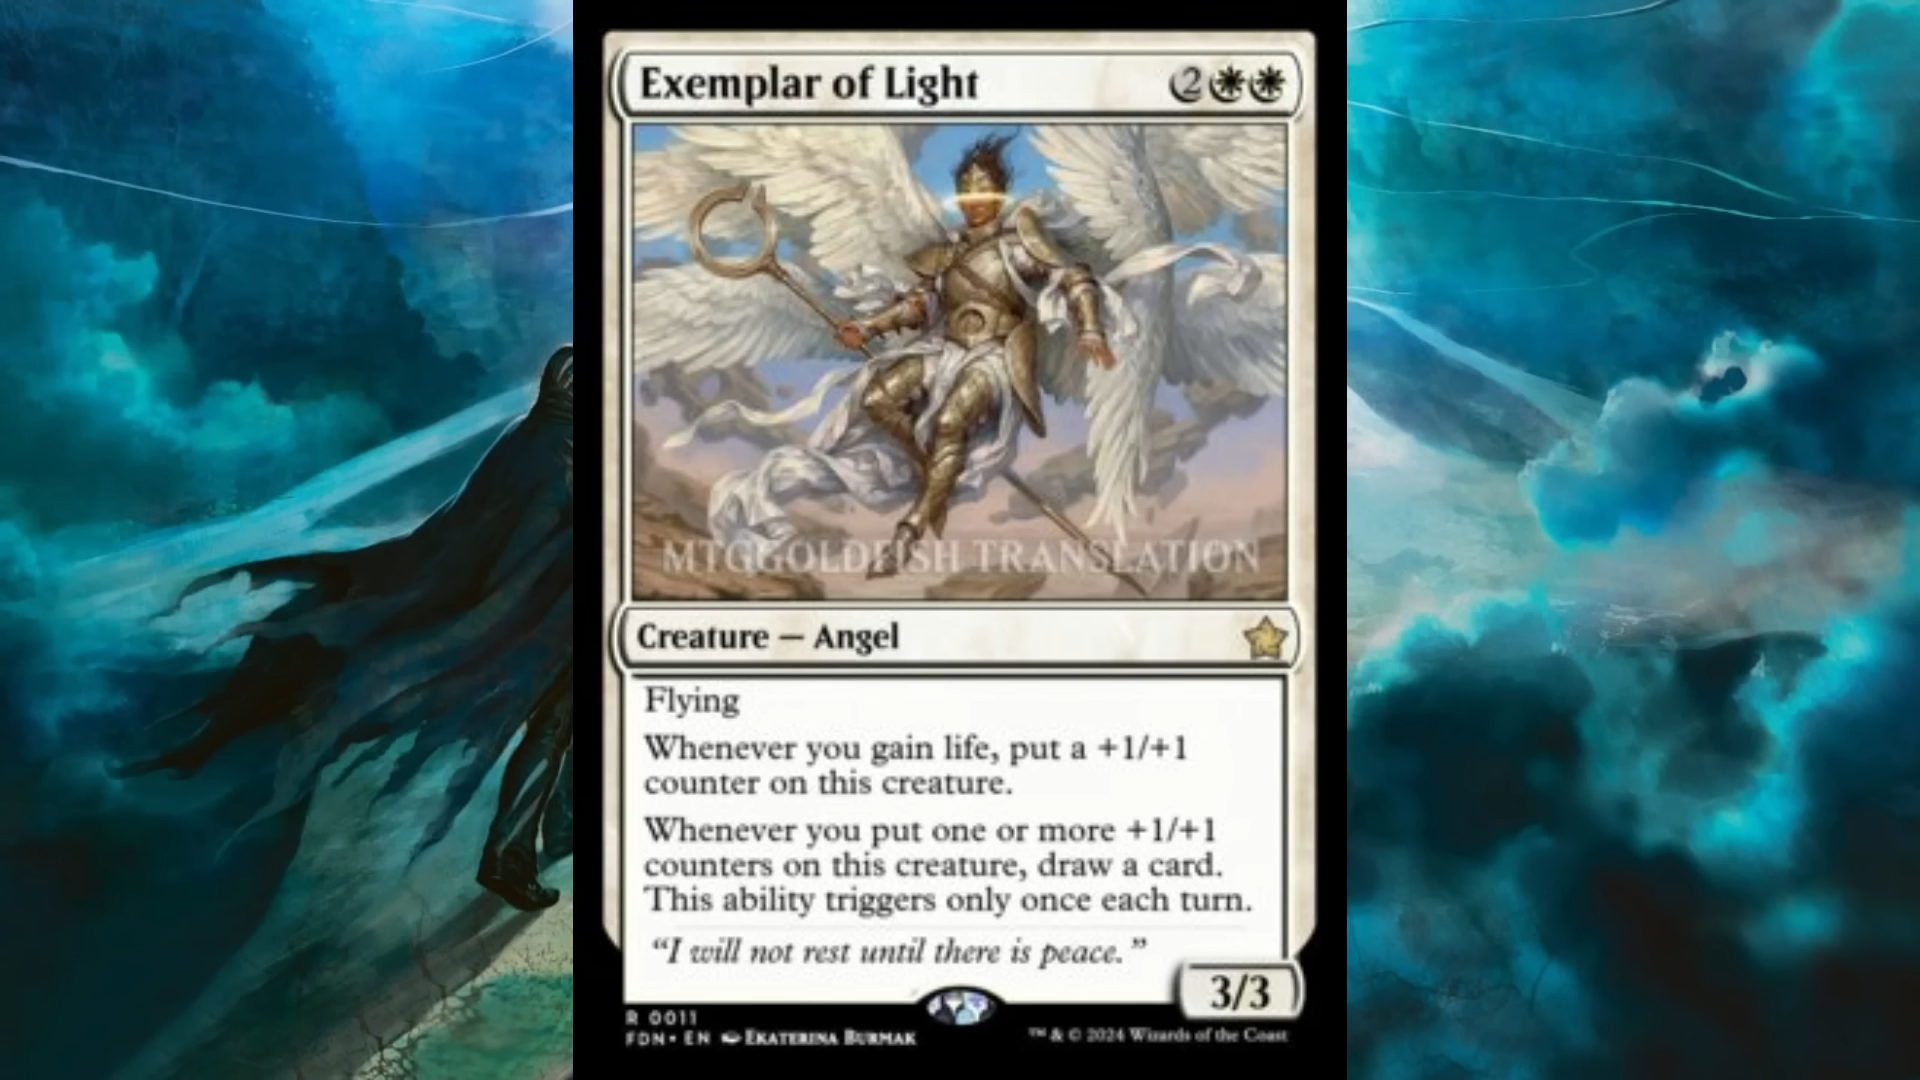 Exemplar of Light 2
MTGGOLDFISH TRANSLATION
Creature — Angel
Flying
Whenever you gain life, put a +1/+1
counter on this creature.
Whenever you put one or more +1/+1
counters on this creature, draw a card.
This ability triggers only once each turn.
“I will not rest until there is peace.”
3/3
R 0011
FDN • EN EKATERINA BURMAK
™ & © 2024 Wizards of the Coast